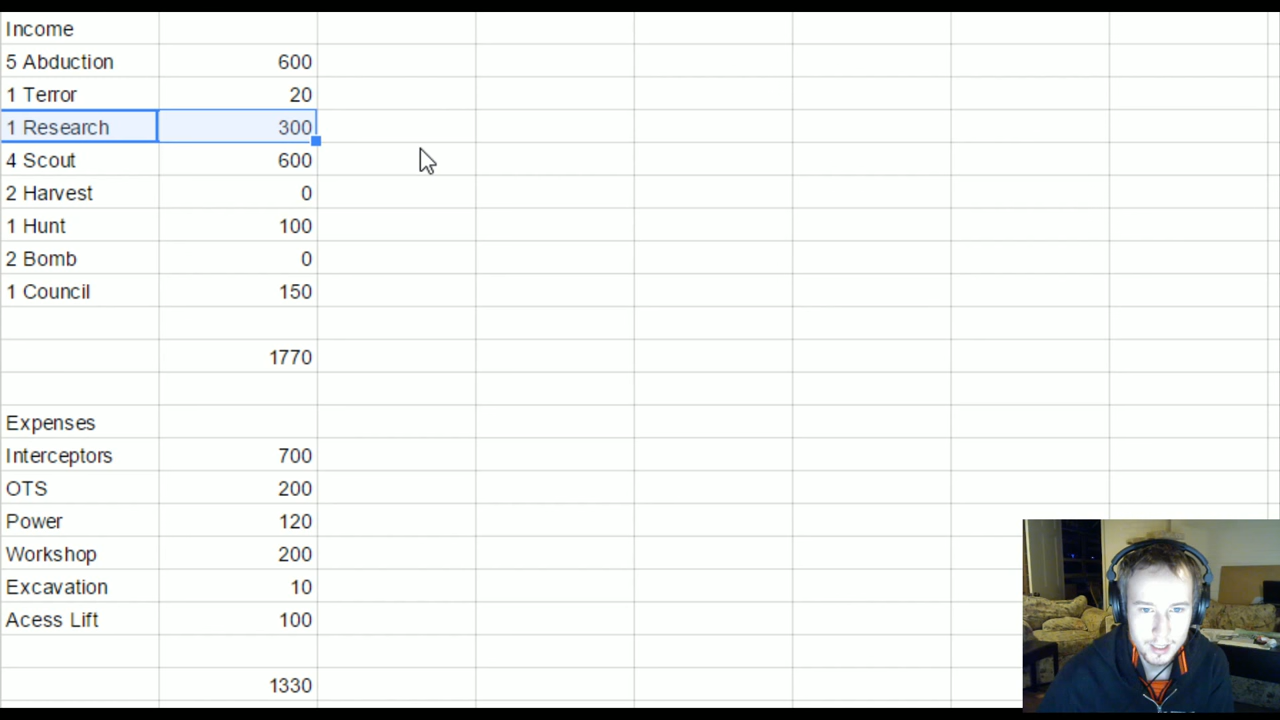 Income
5 Abduction 600
1 Terror 20
1 Research 300
4 Scout 600
2 Harvest 0
1 Hunt 100
2 Bomb 0
1 Council 150
1770
Expenses
Interceptors 700
OTS 200
Power 120
Workshop 200
Excavation 10
Acess Lift 100
1330